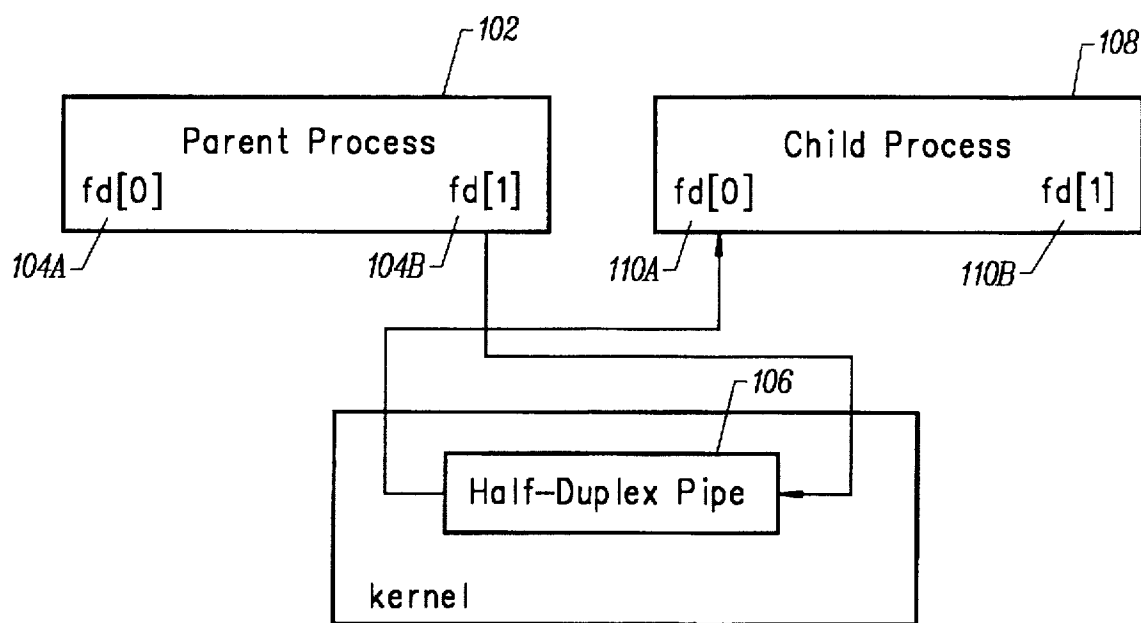 102
108
Parent Process
Child Process
fd[0]
fd[1]
fd[0]
fd[1]
104A
104B
110A
110B
106
Half-Duplex Pipe
kernel